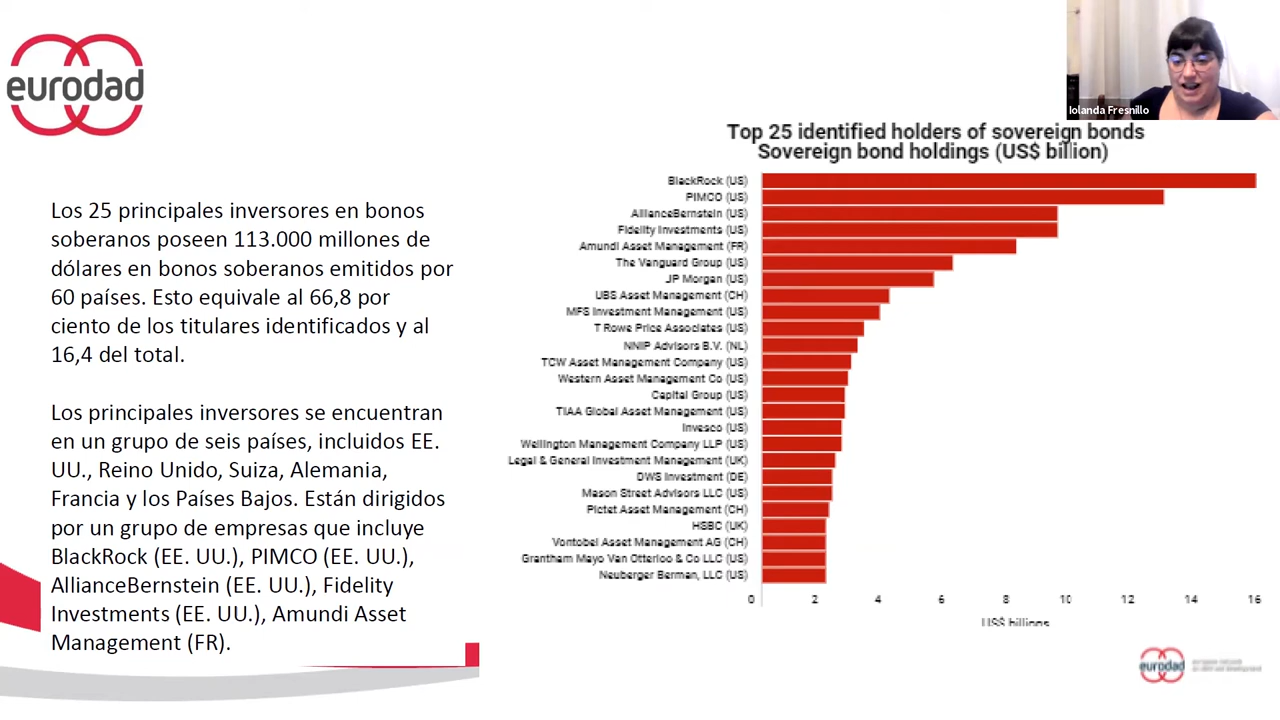 eurodad
Iolanda Fresnillo
Los 25 principales inversores en bonos
soberanos poseen 113.000 millones de
dólares en bonos soberanos emitidos por
60 países. Esto equivale al 66,8 por
ciento de los titulares identificados y al
16,4 del total.
Los principales inversores se encuentran
en un grupo de seis países, incluidos EE.
UU., Reino Unido, Suiza, Alemania,
Francia y los Países Bajos. Están dirigidos
por un grupo de empresas que incluye
BlackRock (EE. UU.), PIMCO (EE. UU.),
AllianceBernstein (EE. UU.), Fidelity
Investments (EE. UU.), Amundi Asset
Management (FR).
Top 25 identified holders of sovereign bonds
Sovereign bond holdings (US$ billion)
BlackRock (US)
PIMCO (US)
AllianceBernstein (US)
Fidelity Investments (US)
Amundi Asset Management (FR)
The Vanguard Group (US)
JP Morgan (US)
UBS Asset Management (CH)
MFS Investment Management (US)
T Rowe Price Associates (US)
NNIP Advisors B.V. (NL)
TCW Asset Management Company (US)
Western Asset Management Co (US)
Capital Group (US)
TIAA Global Asset Management (US)
Invesco (US)
Wellington Management Company LLP (US)
Legal & General Investment Management (UK)
DWS Investment (DE)
Mason Street Advisors LLC (US)
Pictet Asset Management (CH)
HSBC (UK)
Vontobel Asset Management AG (CH)
Grantham Mayo Van Otterloo & Co LLC (US)
Neuberger Berman, LLC (US)
0 2 4 6 8 10 12 14 16
US$ billions
eurodad